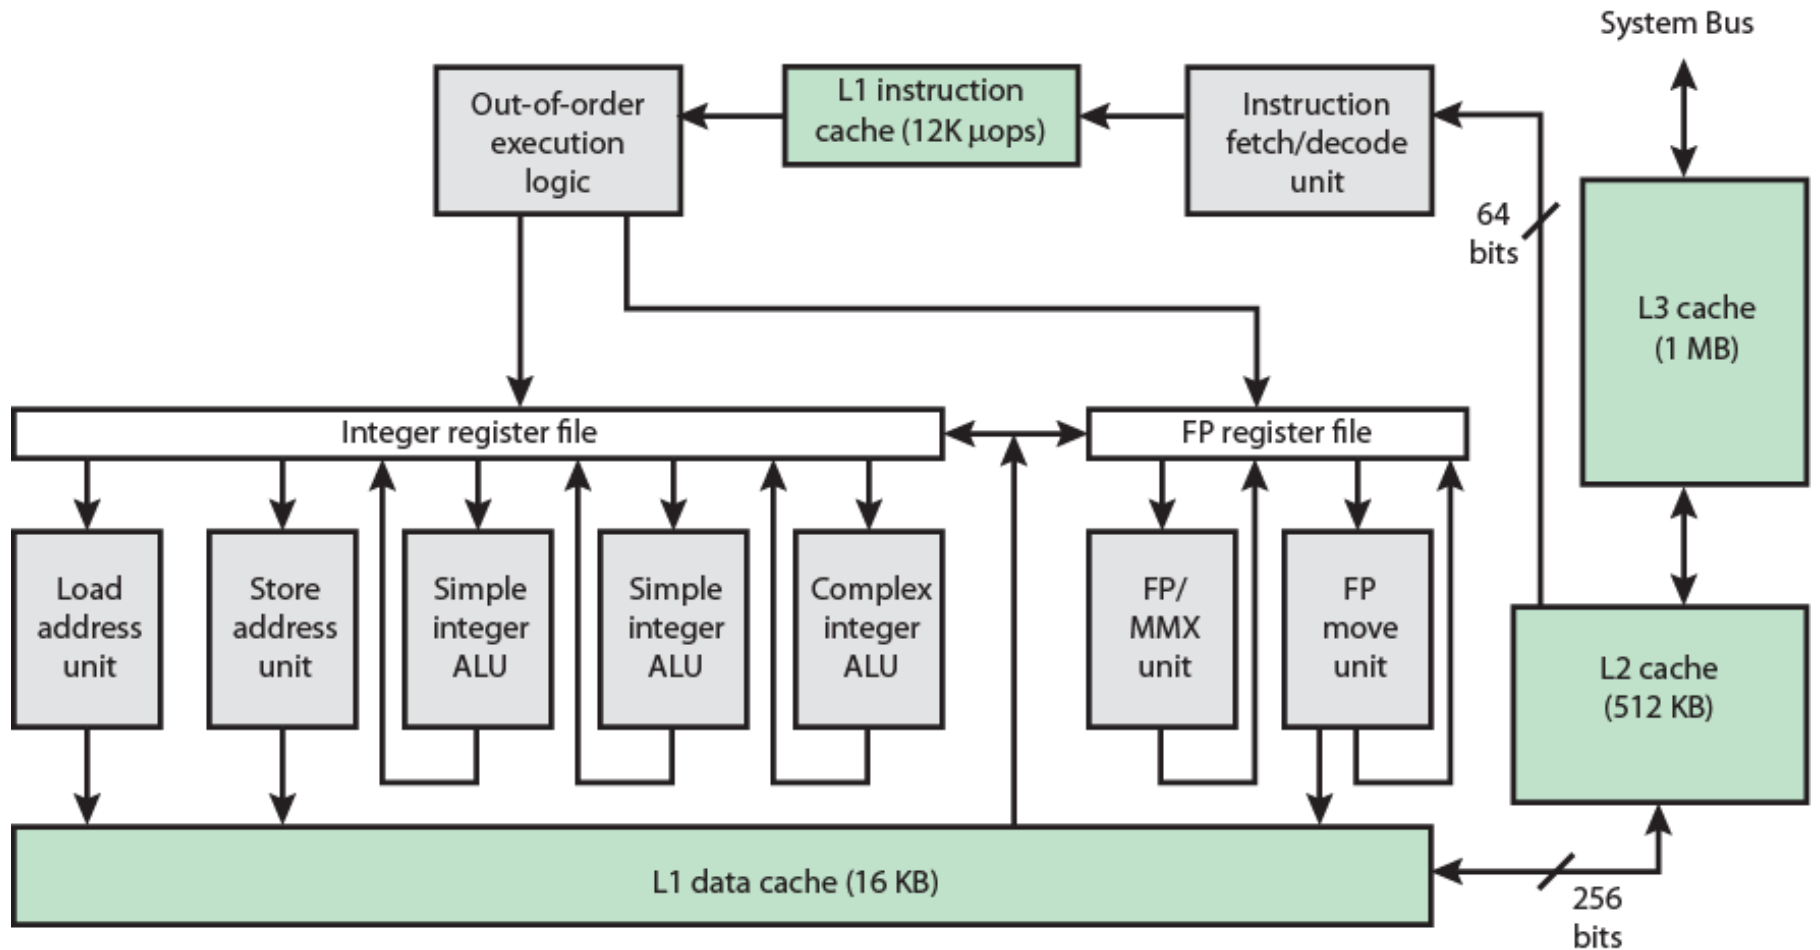 System Bus
Out-of-order
execution
logic
L1 instruction
cache (12K μops)
Instruction
fetch/decode
unit
64
bits
L3 cache
(1 MB)
Integer register file
FP register file
Load
address
unit
Store
address
unit
Simple
integer
ALU
Simple
integer
ALU
Complex
integer
ALU
FP/
MMX
unit
FP
move
unit
L2 cache
(512 KB)
L1 data cache (16 KB)
256
bits